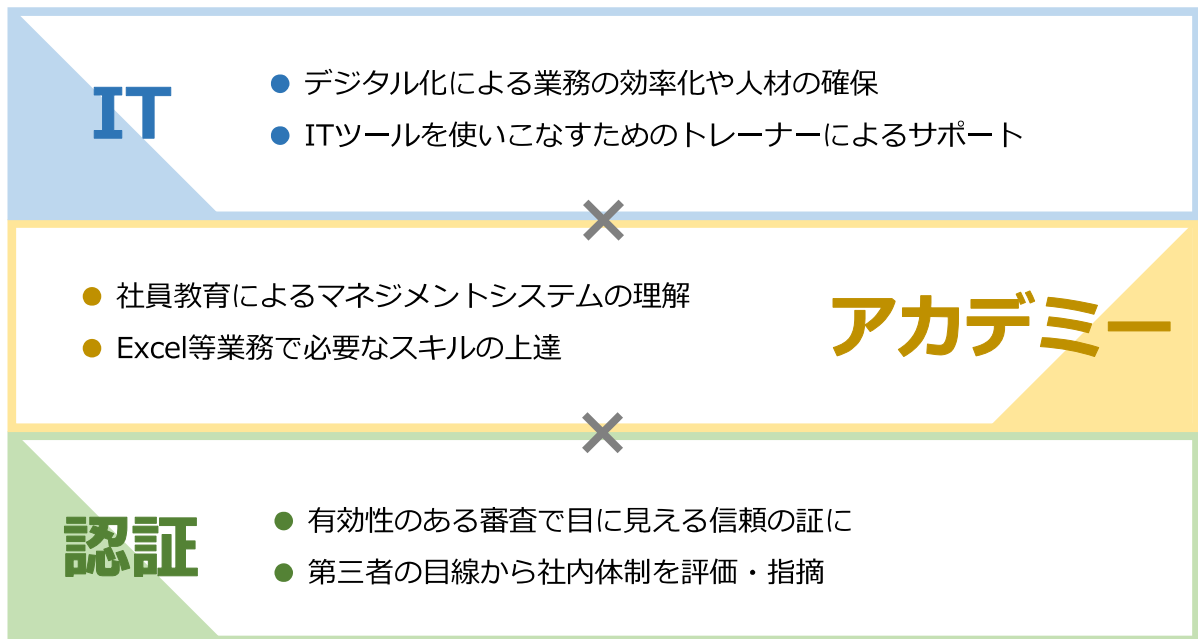 IT
● デジタル化による業務の効率化や人材の確保
● ITツールを使いこなすためのトレーナーによるサポート
×
● 社員教育によるマネジメントシステムの理解
● Excel等業務で必要なスキルの上達
アカデミー
×
認証
● 有効性のある審査で目に見える信頼の証に
● 第三者の目線から社内体制を評価・指摘